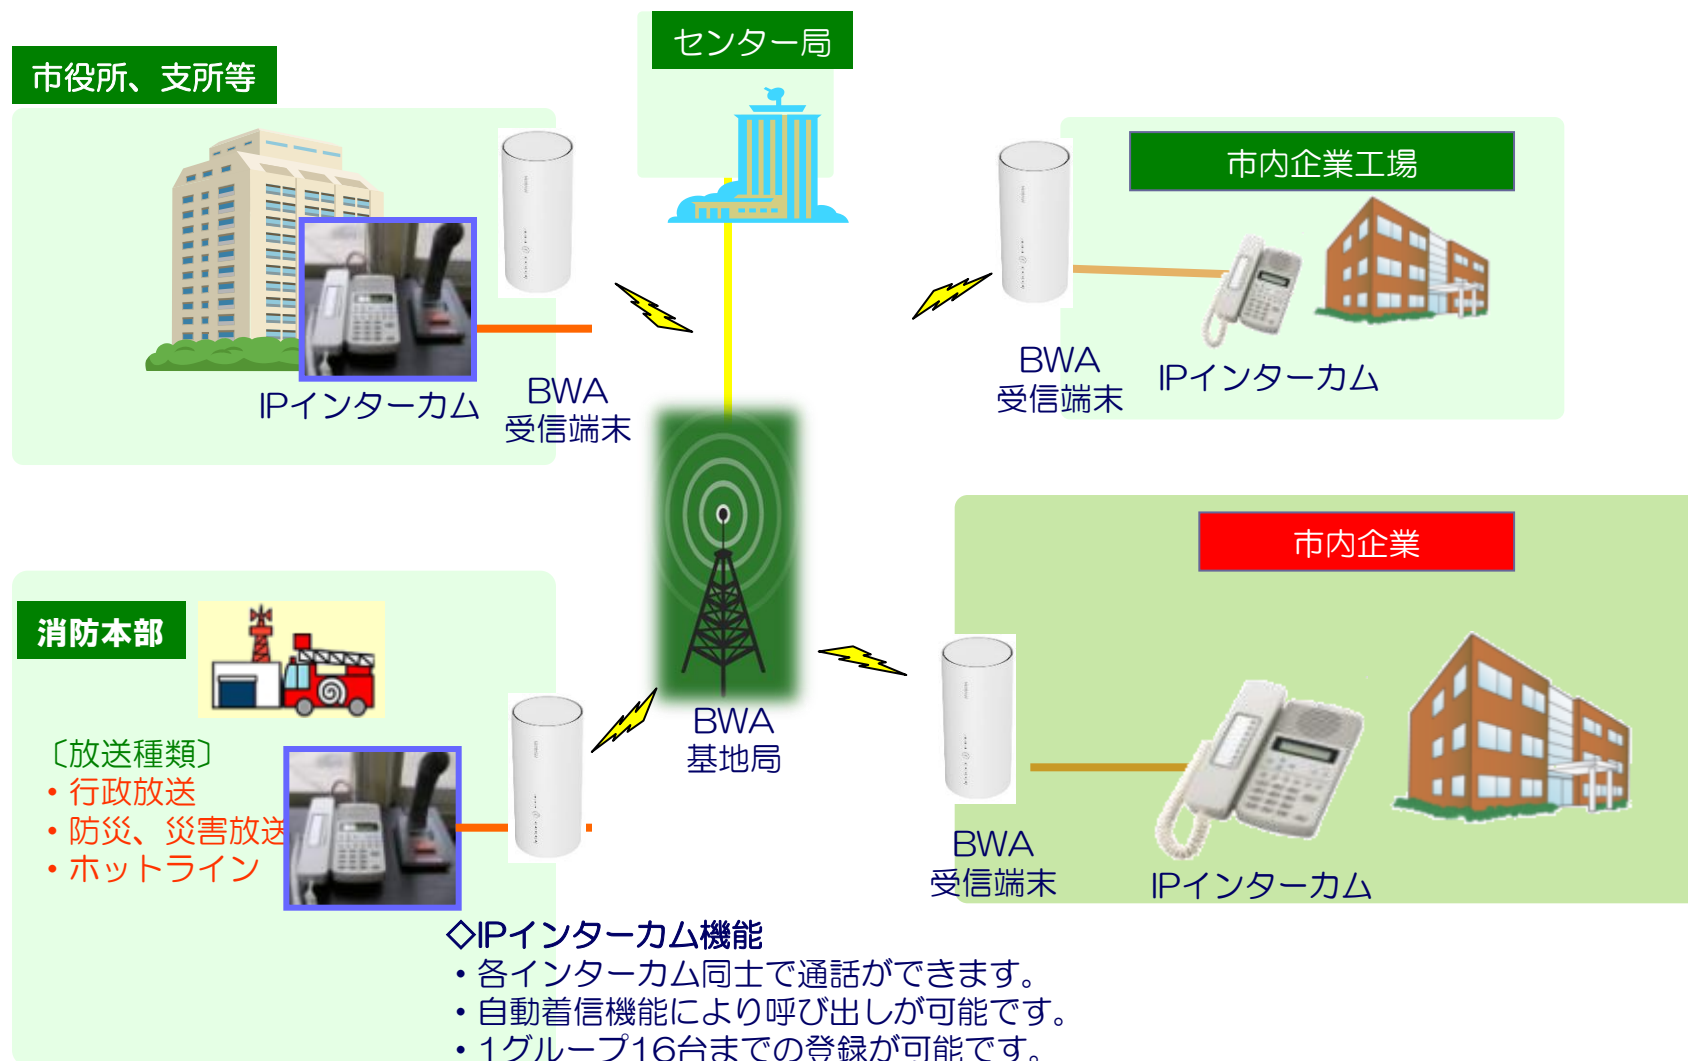 センター局
市役所、支所等
市内企業工場
IPインターカム
BWA
受信端末
BWA
受信端末
IPインターカム
市内企業
消防本部
BWA
基地局
〔放送種類〕
・行政放送
・防災、災害放送
・ホットライン
BWA
受信端末
IPインターカム
◇IPインターカム機能
・各インターカム同士で通話ができます。
・自動着信機能により呼び出しが可能です。
・1グループ16台までの登録が可能です。